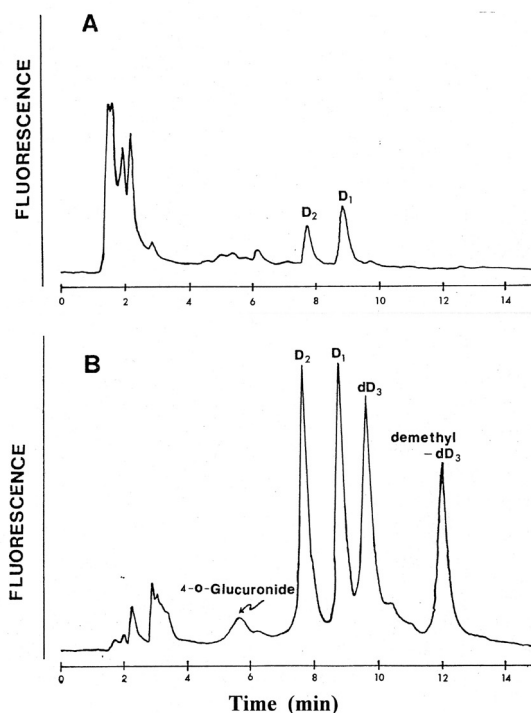 A
FLUORESCENCE
D2
D1
0 2 4 6 8 10 12 14
B
FLUORESCENCE
D2
D1
dD3
demethyl
-dD3
4-O-Glucuronide
0 2 4 6 8 10 12 14
Time (min)